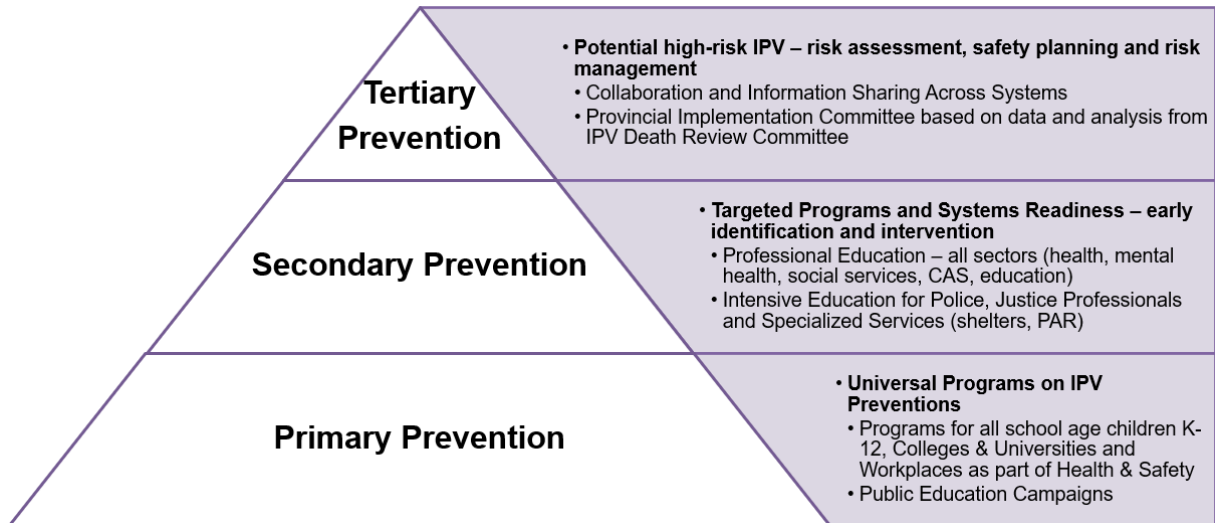 Tertiary
Prevention
• Potential high-risk IPV – risk assessment, safety planning and risk
management
• Collaboration and Information Sharing Across Systems
• Provincial Implementation Committee based on data and analysis from
IPV Death Review Committee
Secondary Prevention
• Targeted Programs and Systems Readiness – early
identification and intervention
• Professional Education – all sectors (health, mental
health, social services, CAS, education)
• Intensive Education for Police, Justice Professionals
and Specialized Services (shelters, PAR)
Primary Prevention
• Universal Programs on IPV
Preventions
• Programs for all school age children K-
12, Colleges & Universities and
Workplaces as part of Health & Safety
• Public Education Campaigns